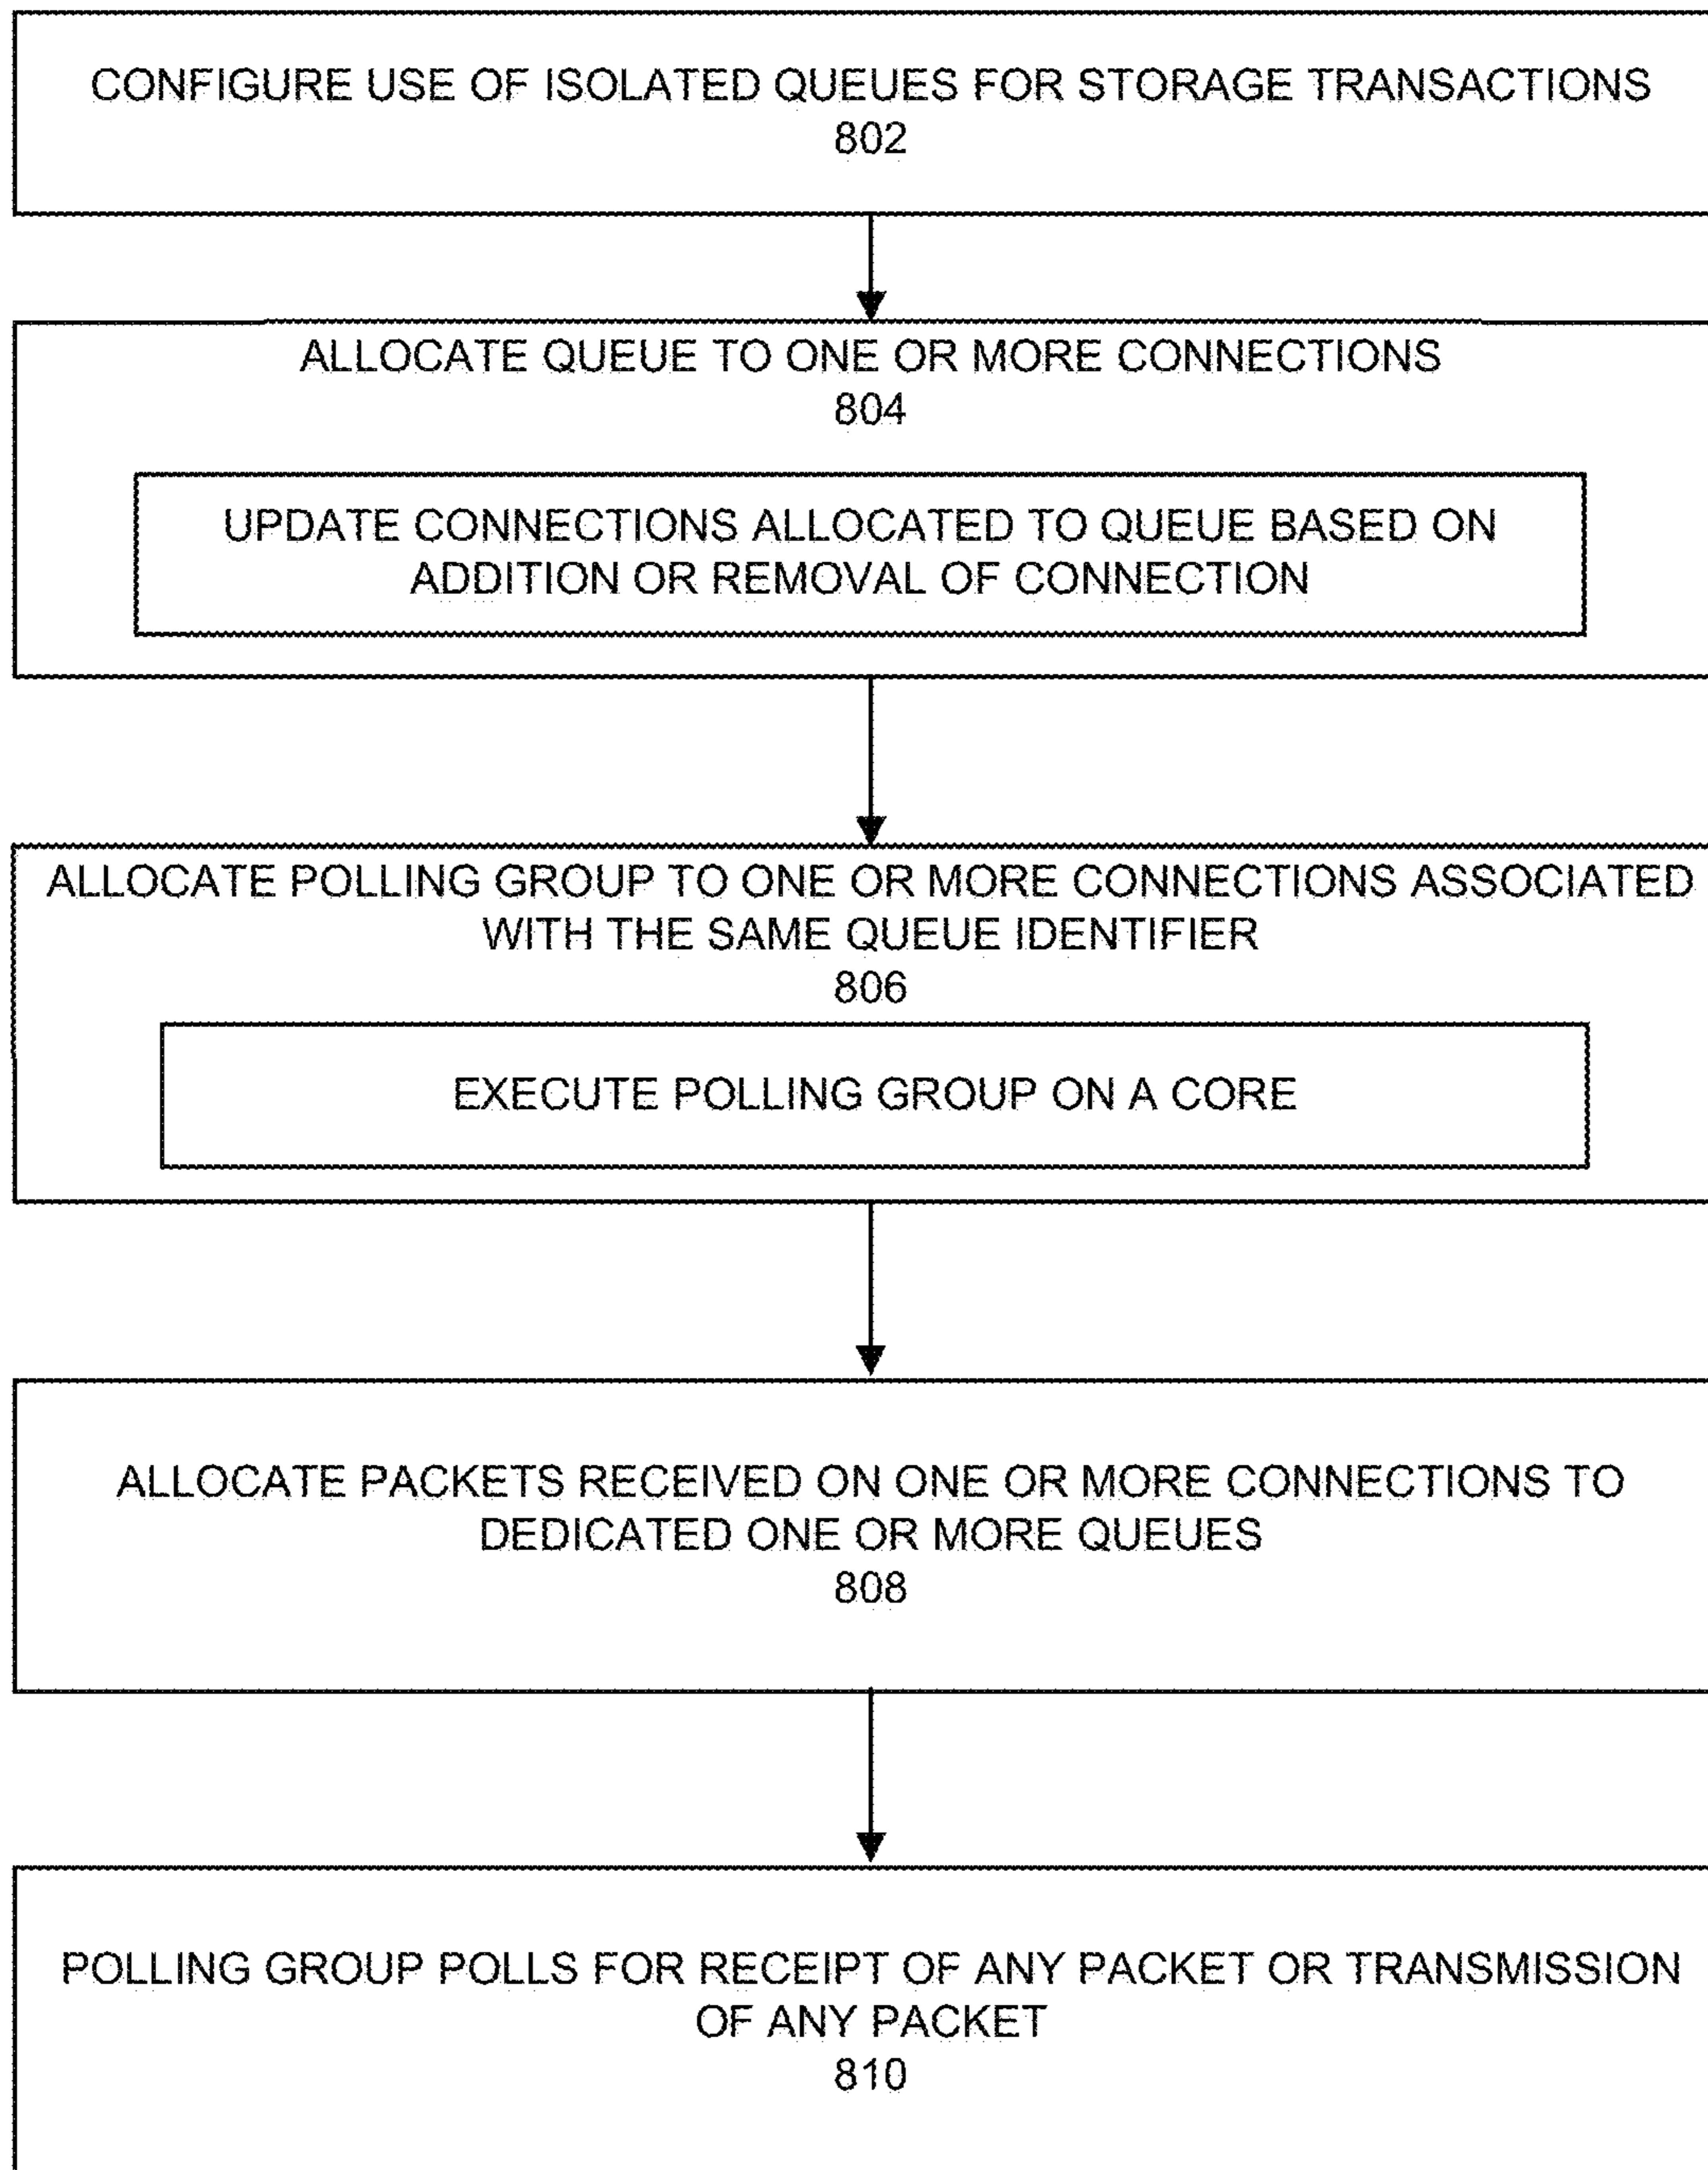 CONFIGURE USE OF ISOLATED QUEUES FOR STORAGE TRANSACTIONS
802
ALLOCATE QUEUE TO ONE OR MORE CONNECTIONS
804
UPDATE CONNECTIONS ALLOCATED TO QUEUE BASED ON
ADDITION OR REMOVAL OF CONNECTION
ALLOCATE POLLING GROUP TO ONE OR MORE CONNECTIONS ASSOCIATED
WITH THE SAME QUEUE IDENTIFIER
806
EXECUTE POLLING GROUP ON A CORE
ALLOCATE PACKETS RECEIVED ON ONE OR MORE CONNECTIONS TO
DEDICATED ONE OR MORE QUEUES
808
POLLING GROUP POLLS FOR RECEIPT OF ANY PACKET OR TRANSMISSION
OF ANY PACKET
810